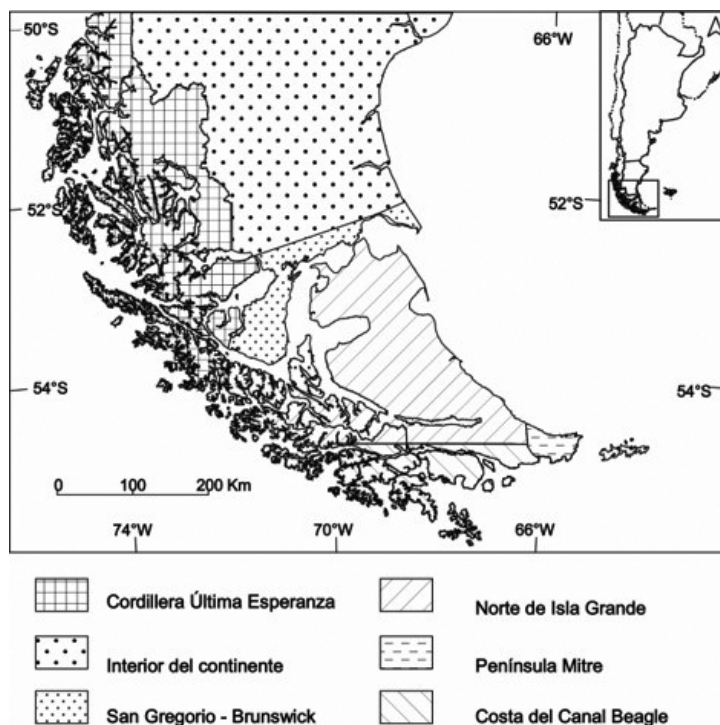 50°S
66°W
A
52°S
52°S
54°S
54°S
0 100 200 Km
74°W 70°W 66°W
Cordillera Última Esperanza
Norte de Isla Grande
Interior del continente
Península Mitre
San Gregorio - Brunswick
Costa del Canal Beagle